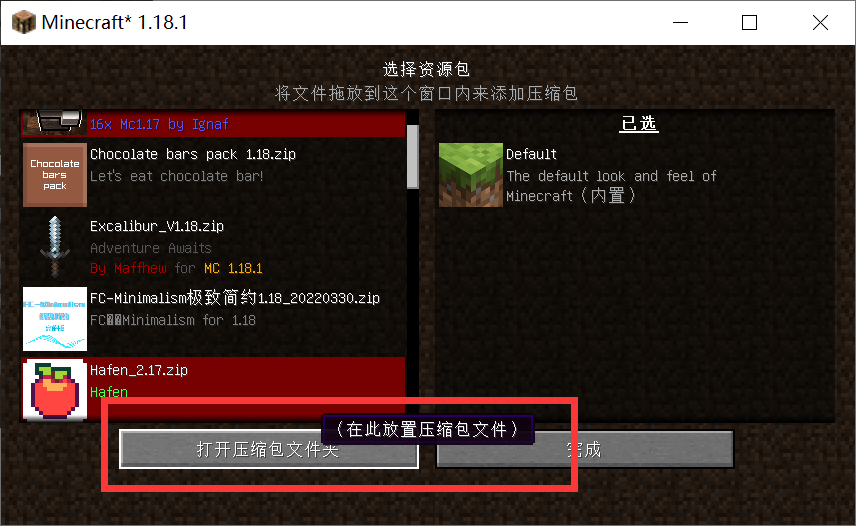 Minecraft* 1.18.1
选择资源包
将文件拖放到这个窗口内来添加压缩包
16x Mc1.17 by Ignaf
Chocolate bars pack 1.18.zip
Let's eat chocolate bar!
Chocolate
bars
pack
Excalibur_V1.18.zip
Adventure Awaits
By Maffhew for MC 1.18.1
FC-Minimalism极致简约1.18_20220330.zip
FC Minimalism for 1.18
FC-Minimalism
Hafen_2.17.zip
Hafen
已选
Default
The default look and feel of
Minecraft（内置）
（在此放置压缩包文件）
打开压缩包文件夹
完成